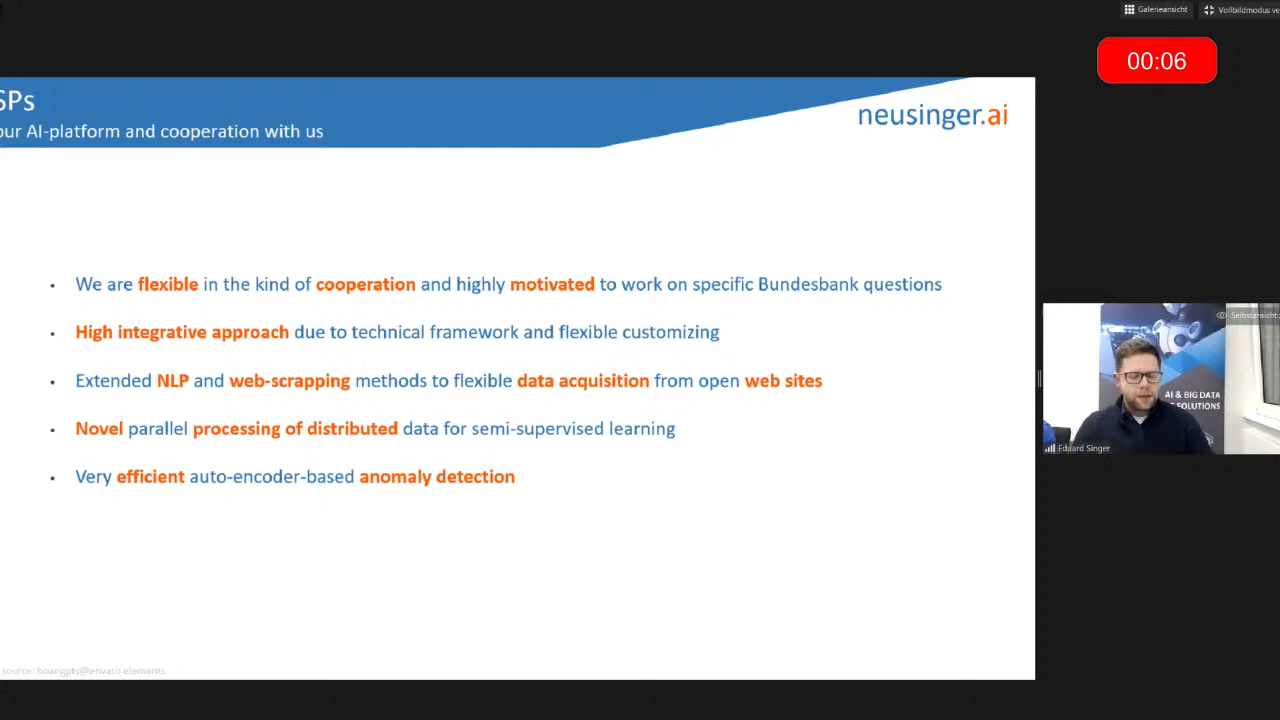 Galerieansicht
Vollbildmodus ve
00:06
SPs
our AI-platform and cooperation with us
neusinger.ai
We are flexible in the kind of cooperation and highly motivated to work on specific Bundesbank questions
High integrative approach due to technical framework and flexible customizing
Extended NLP and web-scrapping methods to flexible data acquisition from open web sites
Novel parallel processing of distributed data for semi-supervised learning
Very efficient auto-encoder-based anomaly detection
Selbstansicht
AI & BIG DATA
SOLUTIONS
Eduard Singer
source: hoangpts@envato elements